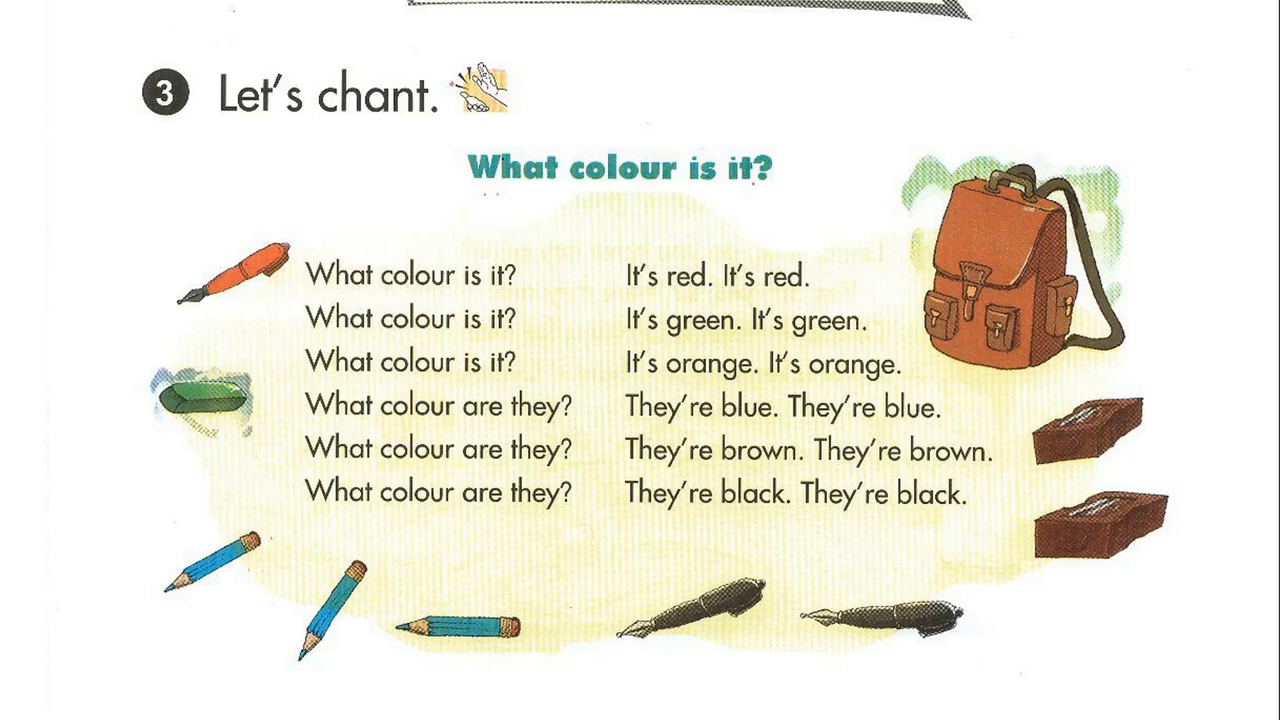 3 Let's chant.
What colour is it?
What colour is it? It's red. It's red.
What colour is it? It's green. It's green.
What colour is it? It's orange. It's orange.
What colour are they? They're blue. They're blue.
What colour are they? They're brown. They're brown.
What colour are they? They're black. They're black.